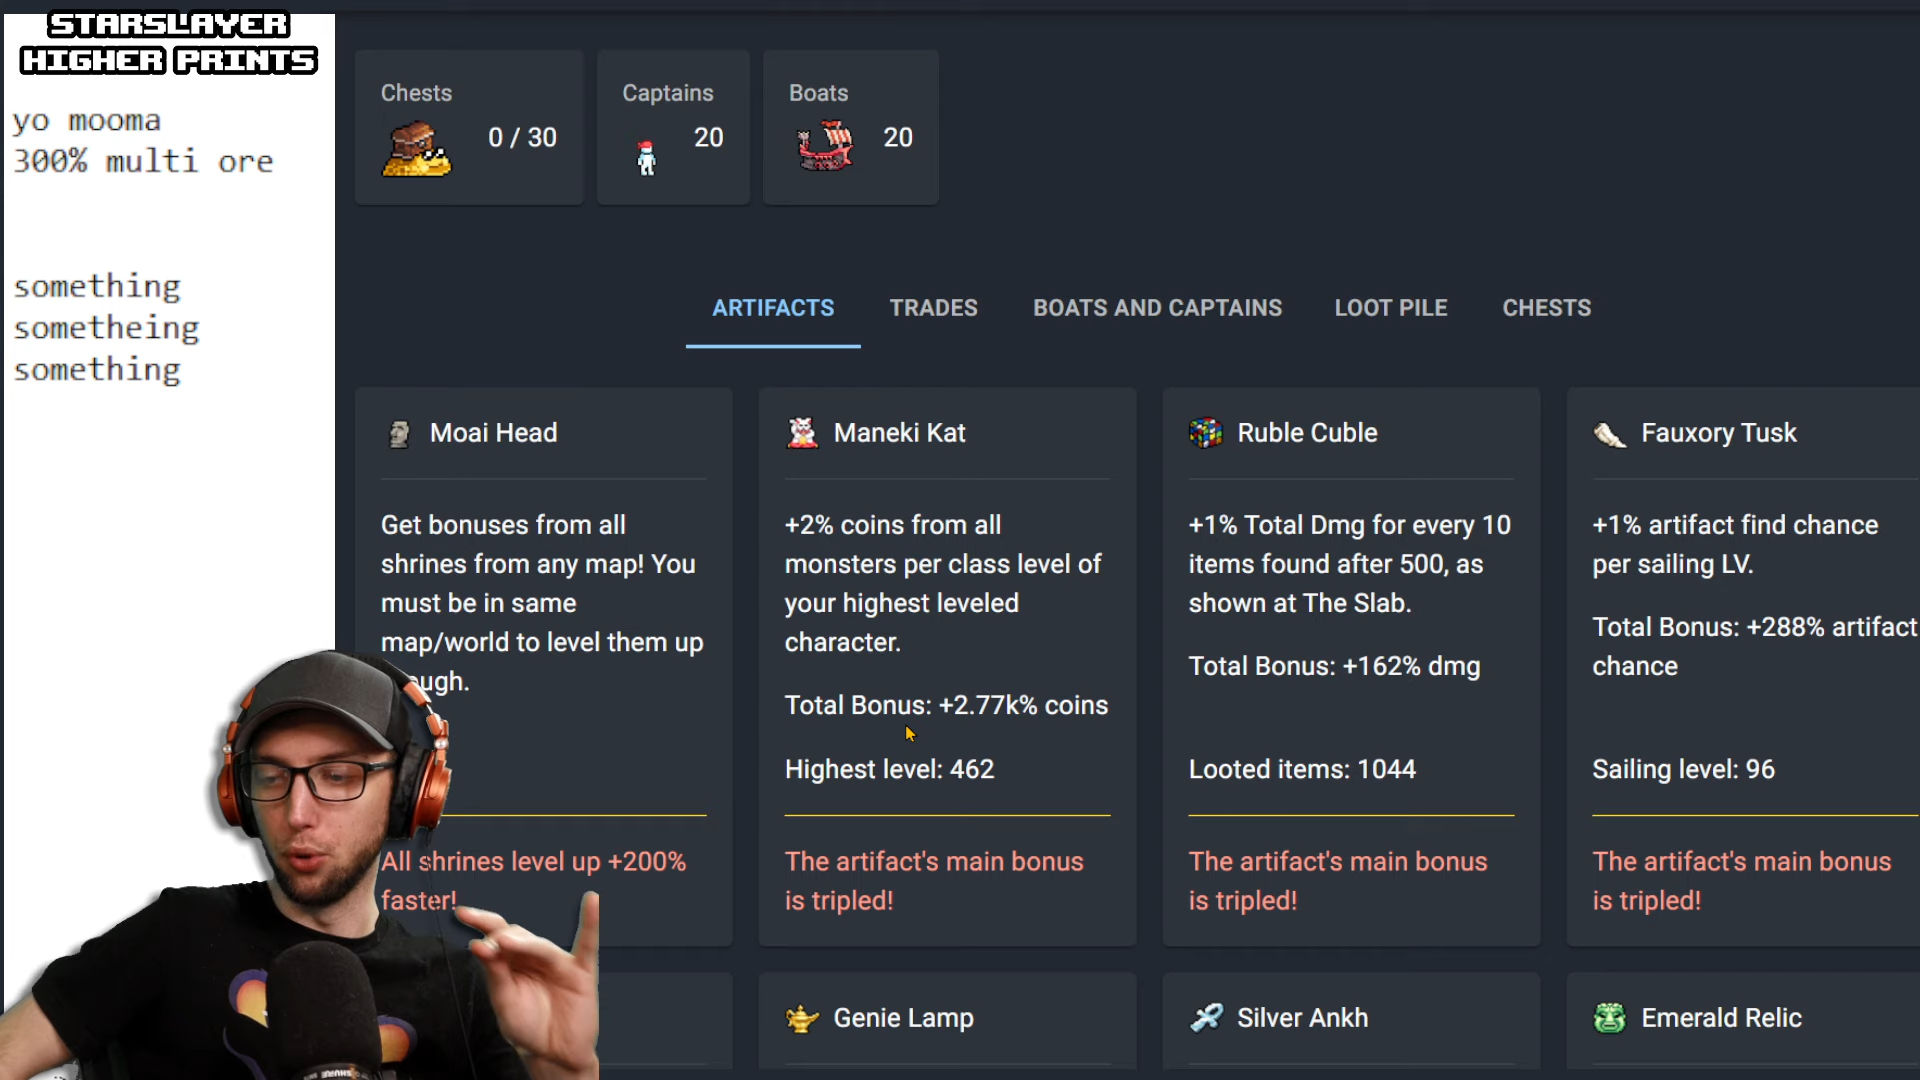 STARSLAYER
HIGHER PRINTS
yo mooma
300% multi ore
something
sometheing
something
Chests
0 / 30
Captains
20
Boats
20
ARTIFACTS
TRADES
BOATS AND CAPTAINS
LOOT PILE
CHESTS
Moai Head
Get bonuses from all
shrines from any map! You
must be in same
map/world to level them up
ugh.
All shrines level up +200%
faster!
Maneki Kat
+2% coins from all
monsters per class level of
your highest leveled
character.
Total Bonus: +2.77k% coins
Highest level: 462
The artifact's main bonus
is tripled!
Ruble Cuble
+1% Total Dmg for every 10
items found after 500, as
shown at The Slab.
Total Bonus: +162% dmg
Looted items: 1044
The artifact's main bonus
is tripled!
Fauxory Tusk
+1% artifact find chance
per sailing LV.
Total Bonus: +288% artifact
chance
Sailing level: 96
The artifact's main bonus
is tripled!
Genie Lamp
Silver Ankh
Emerald Relic